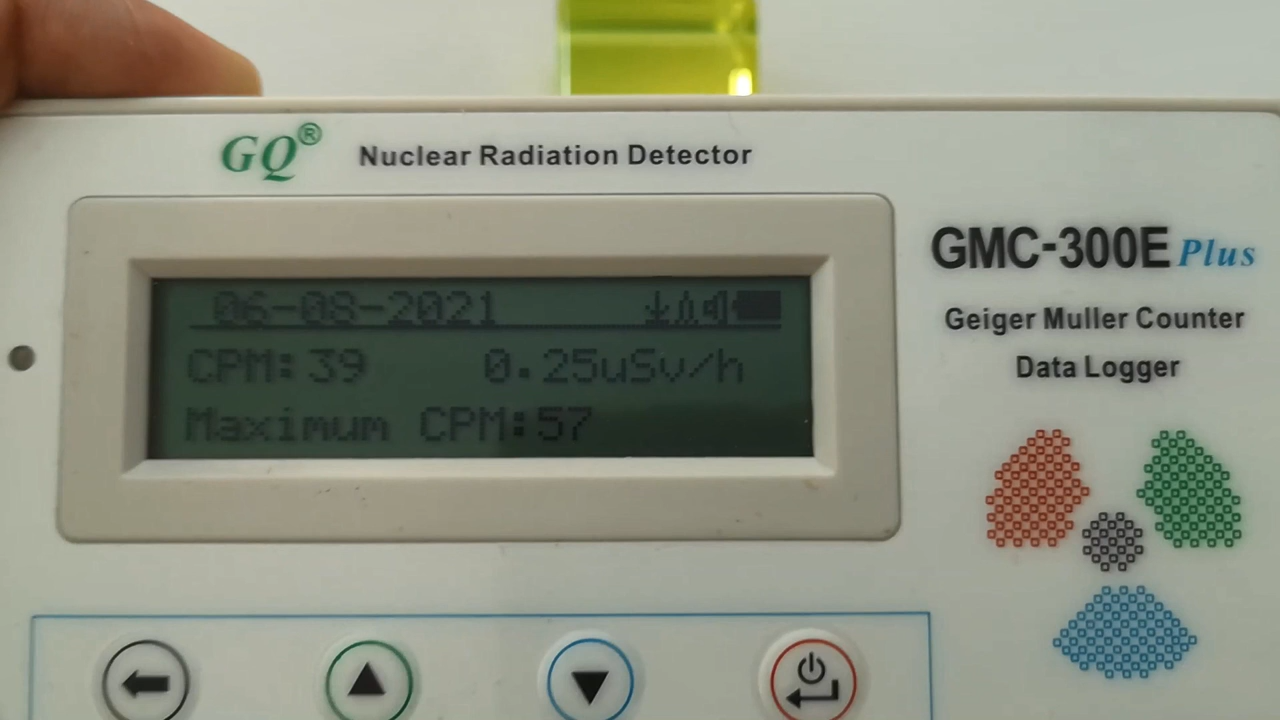 GQ® Nuclear Radiation Detector
GMC-300E Plus
Geiger Muller Counter
Data Logger
06-08-2021
CPM:39 0.25uSv/h
Maximum CPM:57